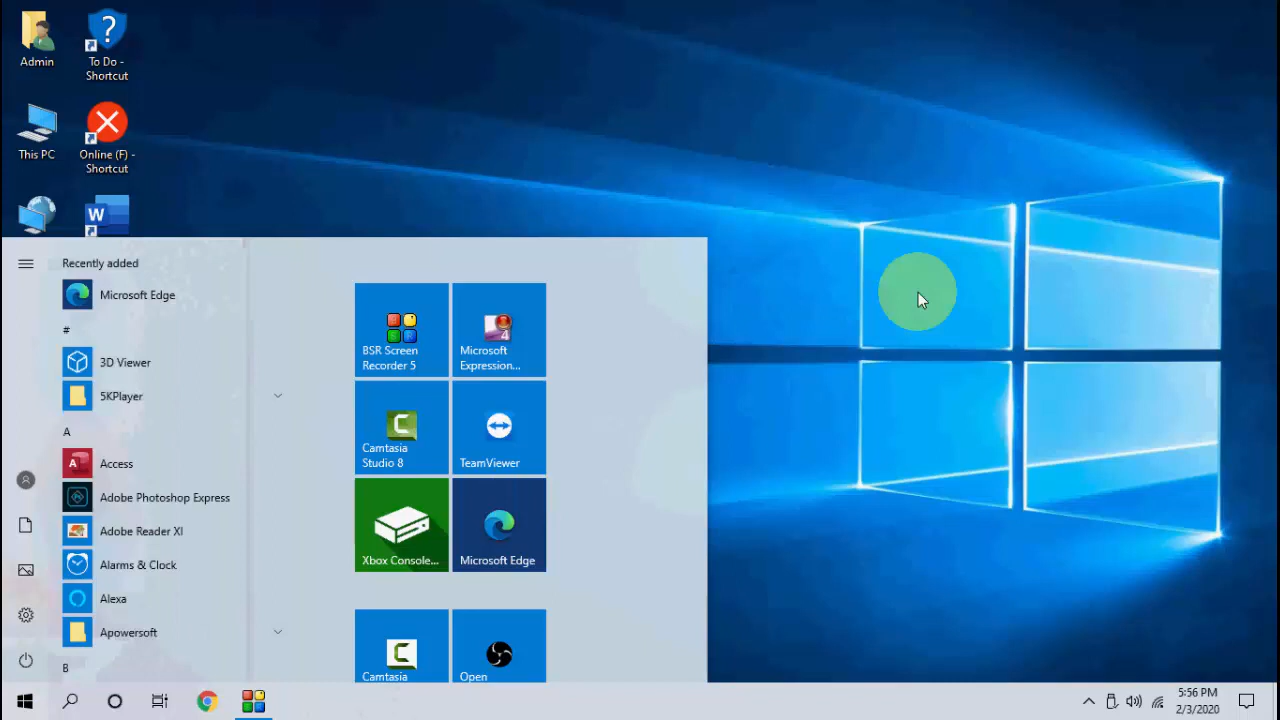 Admin
To Do -
Shortcut
This PC
Online (F) -
Shortcut
W
Recently added
Microsoft Edge
#
3D Viewer
5KPlayer
A
Access
Adobe Photoshop Express
Adobe Reader XI
Alarms & Clock
Alexa
Apowersoft
B
BSR Screen
Recorder 5
4
Microsoft
Expression...
Camtasia
Studio 8
TeamViewer
Xbox Console...
Microsoft Edge
Camtasia
Open
5:56 PM
2/3/2020